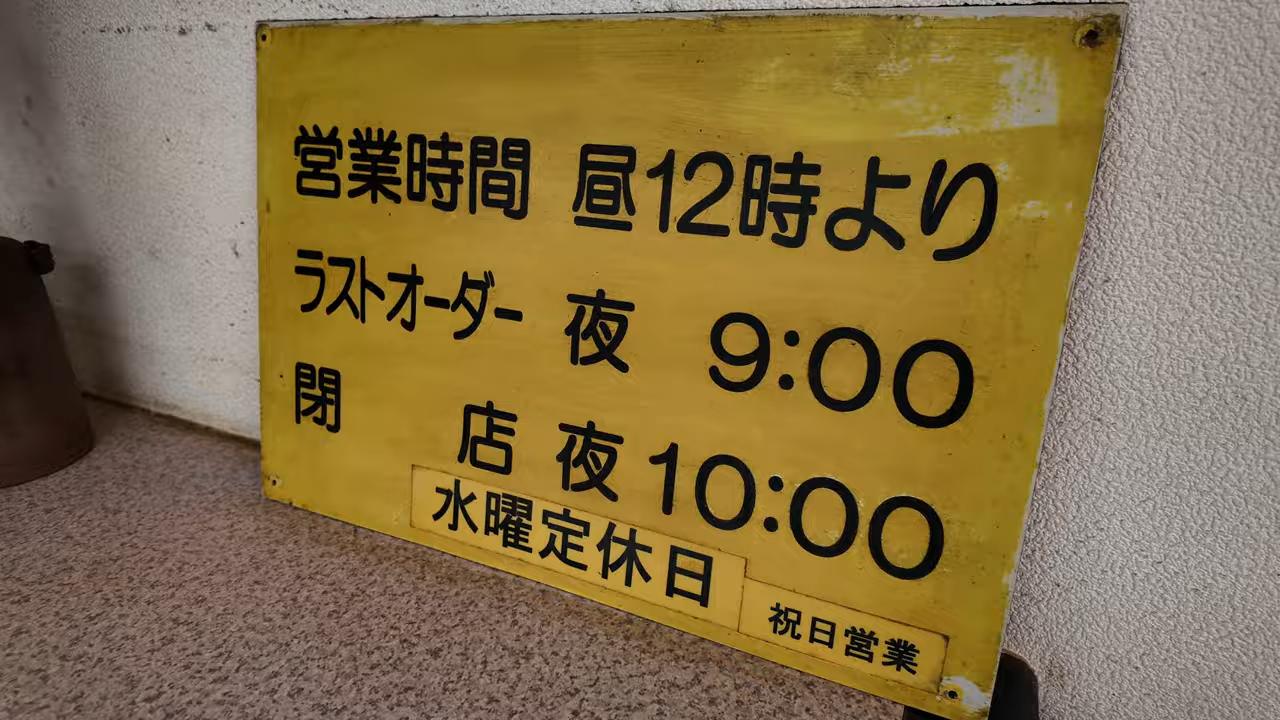 営業時間 昼12時より
ラストオーダー 夜 9:00
閉 店 夜 10:00
水曜定休日
祝日営業